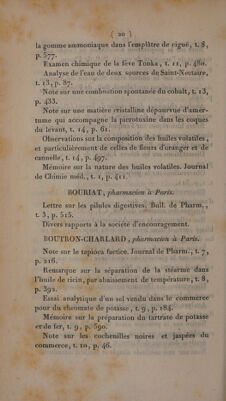 ( 20 )
la gomme ammoniaque dans l'emplâtre de ciguë, t. 8,
p. 577.
Examen chimique de la fève Tonka, t. 11, p. 480.
Analyse de l'eau de deux sources de Saint-Nectaire,
t. 13, p. 87.
Note sur une combustion spontanée du cobalt, t. 13,
p. 433.
Note sur une matière cristalline dépourvue d'amer-
tume qui accompagne la picrotoxine dans les coques
du levant, t. 14, p. 61.
Observations sur la composition des huiles volatiles,
et particulièrement de celles de fleurs d'oranger et de
cannelle, t. 14, p. 497.
Mémoire sur la nature des huiles volatiles. Journal
de Chimie méd., t. 1, p. 411.
BOURIAT, pharmacien à Paris.
Lettre sur les pilules digestives. Bull. de Pharm.,
t. 3, p. 515.
Divers rapports à la société d'encouragement.
BOUTRON-CHARLARD, pharmacien à Paris.
Note sur le tapioca factice. Journal de Pharm., t. 7,
p. 216.
Remarque sur la séparation de la stéarine dans
l'huile de ricin, par abaissement de température, t. 8,
p. 392.
Essai analytique d'un sel vendu dans le commerce
pour du chromate de potasse, t. 9, p. 184.
Mémoire sur la préparation du tartrate de potasse
et de fer, t. 9, p. 590.
Note sur les cochenilles noires et jaspées du
commerce, t. 10, p. 46.